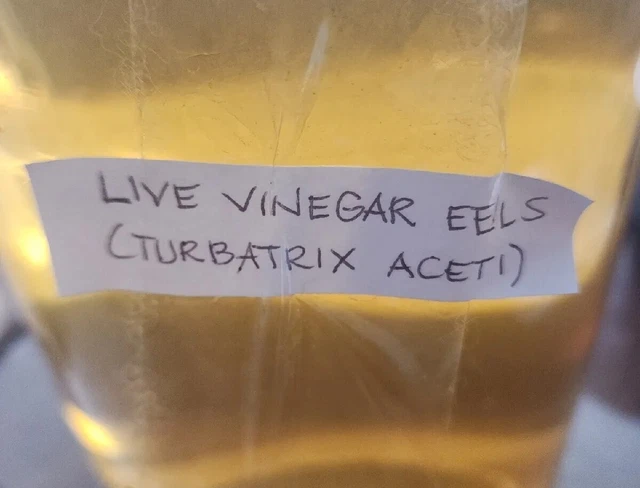 LIVE VINEGAR EELS
(TURBATRIX ACETI)